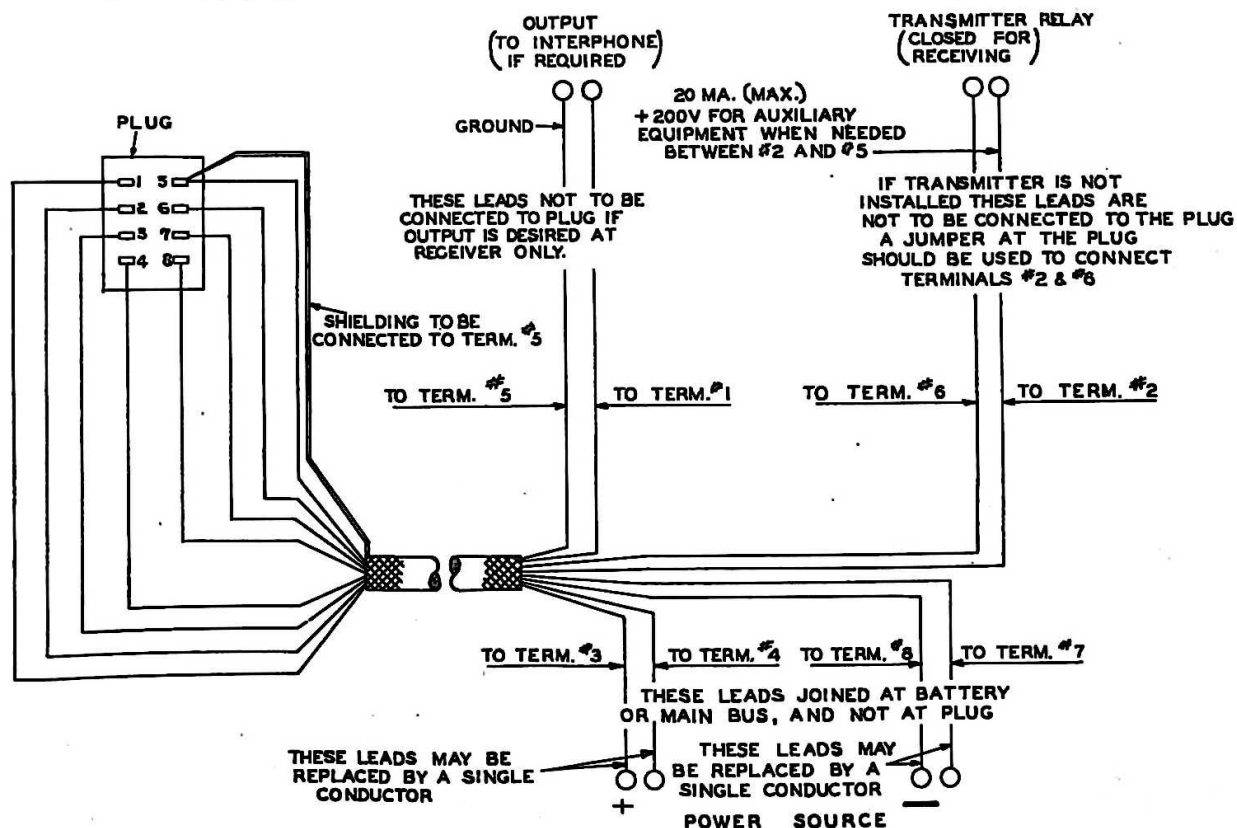 OUTPUT
(TO INTERPHONE)
IF REQUIRED
TRANSMITTER RELAY
(CLOSED FOR)
RECEIVING
PLUG
1 5
2 6
3 7
4 8
GROUND
20 MA. (MAX.)
+200V FOR AUXILIARY
EQUIPMENT WHEN NEEDED
BETWEEN #2 AND #5
THESE LEADS NOT TO BE
CONNECTED TO PLUG IF
OUTPUT IS DESIRED AT
RECEIVER ONLY.
IF TRANSMITTER IS NOT
INSTALLED THESE LEADS ARE
NOT TO BE CONNECTED TO THE PLUG
A JUMPER AT THE PLUG
SHOULD BE USED TO CONNECT
TERMINALS #2 & #6
SHIELDING TO BE
CONNECTED TO TERM. #5
TO TERM. #5
TO TERM. #1
TO TERM. #6
TO TERM. #2
TO TERM. #3
TO TERM. #4
TO TERM. #8
TO TERM. #7
THESE LEADS JOINED AT BATTERY
OR MAIN BUS, AND NOT AT PLUG
THESE LEADS MAY BE
REPLACED BY A SINGLE
CONDUCTOR
THESE LEADS MAY
BE REPLACED BY A
SINGLE CONDUCTOR
+ −
POWER SOURCE